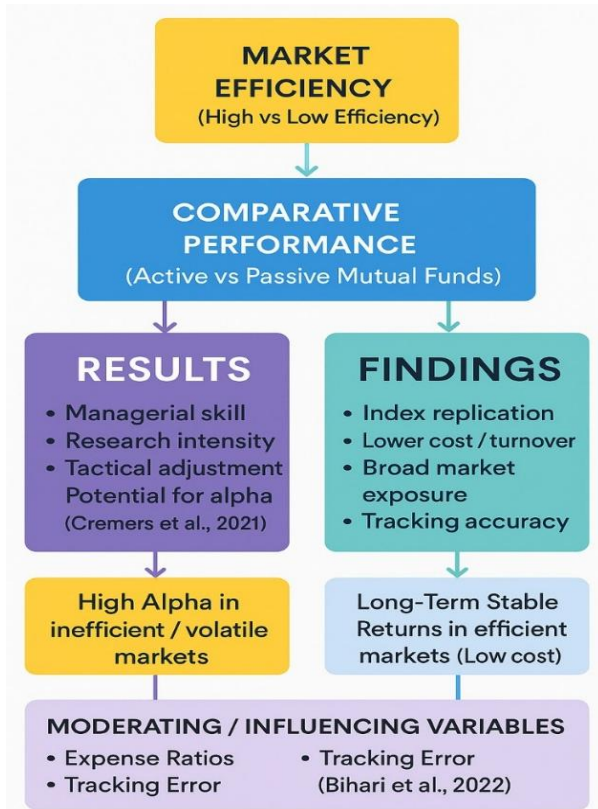 MARKET
EFFICIENCY
(High vs Low Efficiency)
COMPARATIVE
PERFORMANCE
(Active vs Passive Mutual Funds)
RESULTS
• Managerial skill
• Research intensity
• Tactical adjustment
Potential for alpha
(Cremers et al., 2021)
FINDINGS
• Index replication
• Lower cost / turnover
• Broad market
exposure
• Tracking accuracy
High Alpha in
inefficient / volatile
markets
Long-Term Stable
Returns in efficient
markets (Low cost)
MODERATING / INFLUENCING VARIABLES
• Expense Ratios
• Tracking Error
• Tracking Error
(Bihari et al., 2022)